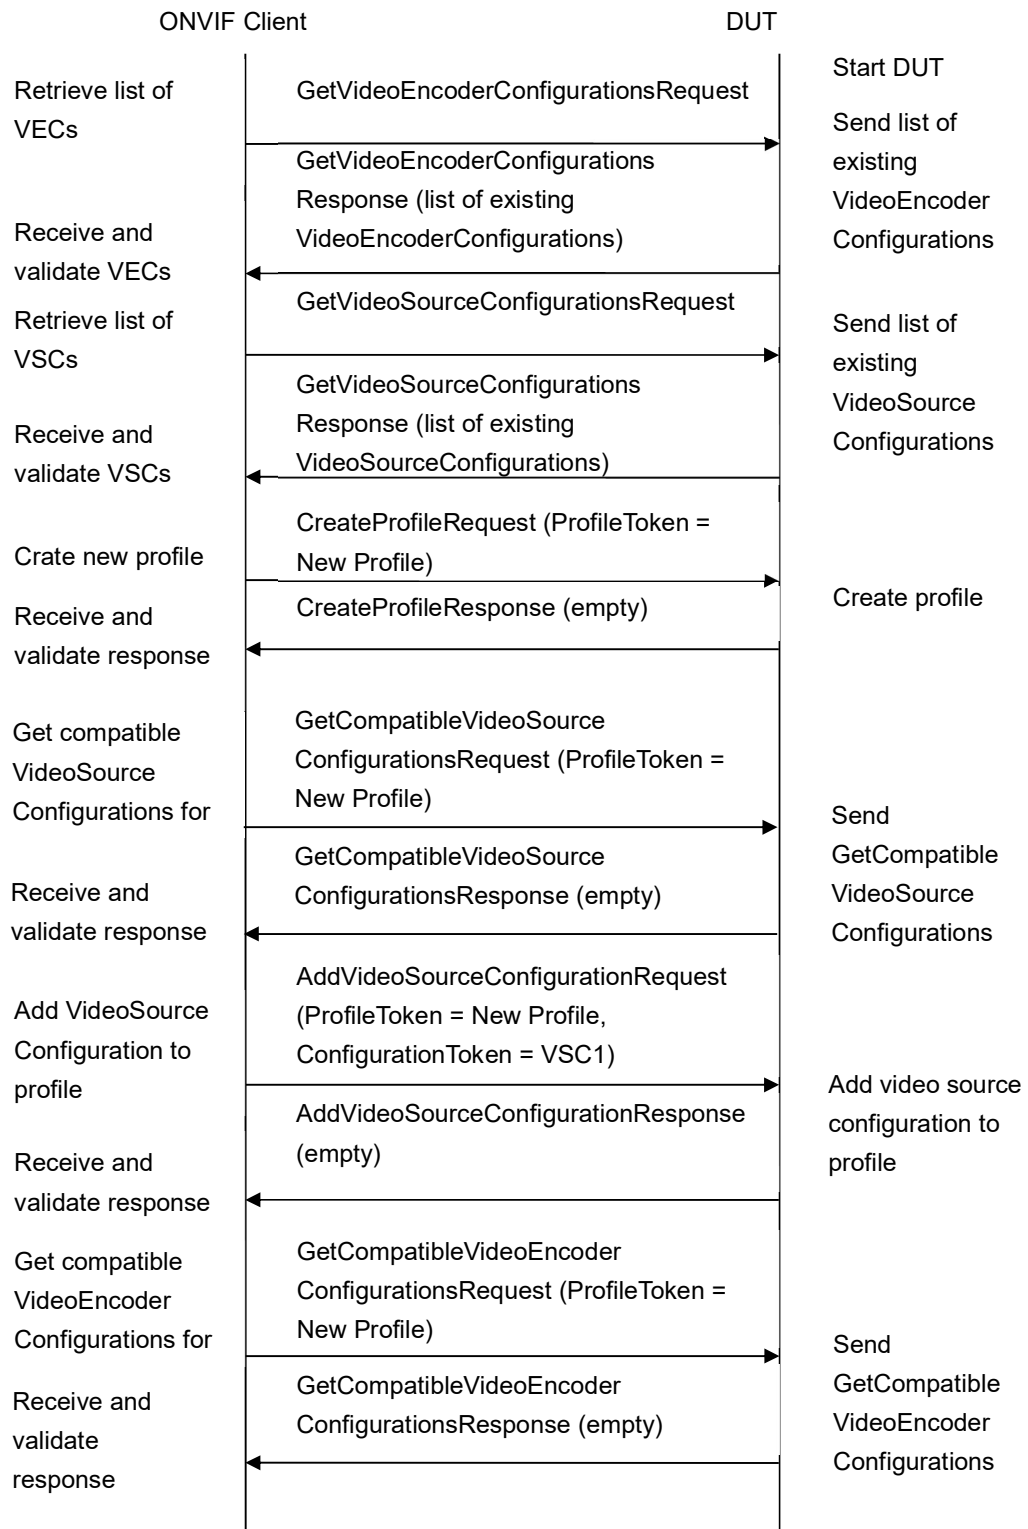 ONVIF Client
DUT
Start DUT
Retrieve list of
VECs
GetVideoEncoderConfigurationsRequest
Send list of
existing
VideoEncoder
Configurations
GetVideoEncoderConfigurations
Response (list of existing
VideoEncoderConfigurations)
Receive and
validate VECs
GetVideoSourceConfigurationsRequest
Retrieve list of
VSCs
Send list of
existing
VideoSource
Configurations
GetVideoSourceConfigurations
Response (list of existing
VideoSourceConfigurations)
Receive and
validate VSCs
CreateProfileRequest (ProfileToken =
New Profile)
Crate new profile
Create profile
CreateProfileResponse (empty)
Receive and
validate response
GetCompatibleVideoSource
ConfigurationsRequest (ProfileToken =
New Profile)
Get compatible
VideoSource
Configurations for
Send
GetCompatible
VideoSource
Configurations
GetCompatibleVideoSource
ConfigurationsResponse (empty)
Receive and
validate response
AddVideoSourceConfigurationRequest
(ProfileToken = New Profile,
ConfigurationToken = VSC1)
Add VideoSource
Configuration to
profile
Add video source
configuration to
profile
AddVideoSourceConfigurationResponse
(empty)
Receive and
validate response
GetCompatibleVideoEncoder
ConfigurationsRequest (ProfileToken =
New Profile)
Get compatible
VideoEncoder
Configurations for
Send
GetCompatible
VideoEncoder
Configurations
GetCompatibleVideoEncoder
ConfigurationsResponse (empty)
Receive and
validate
response